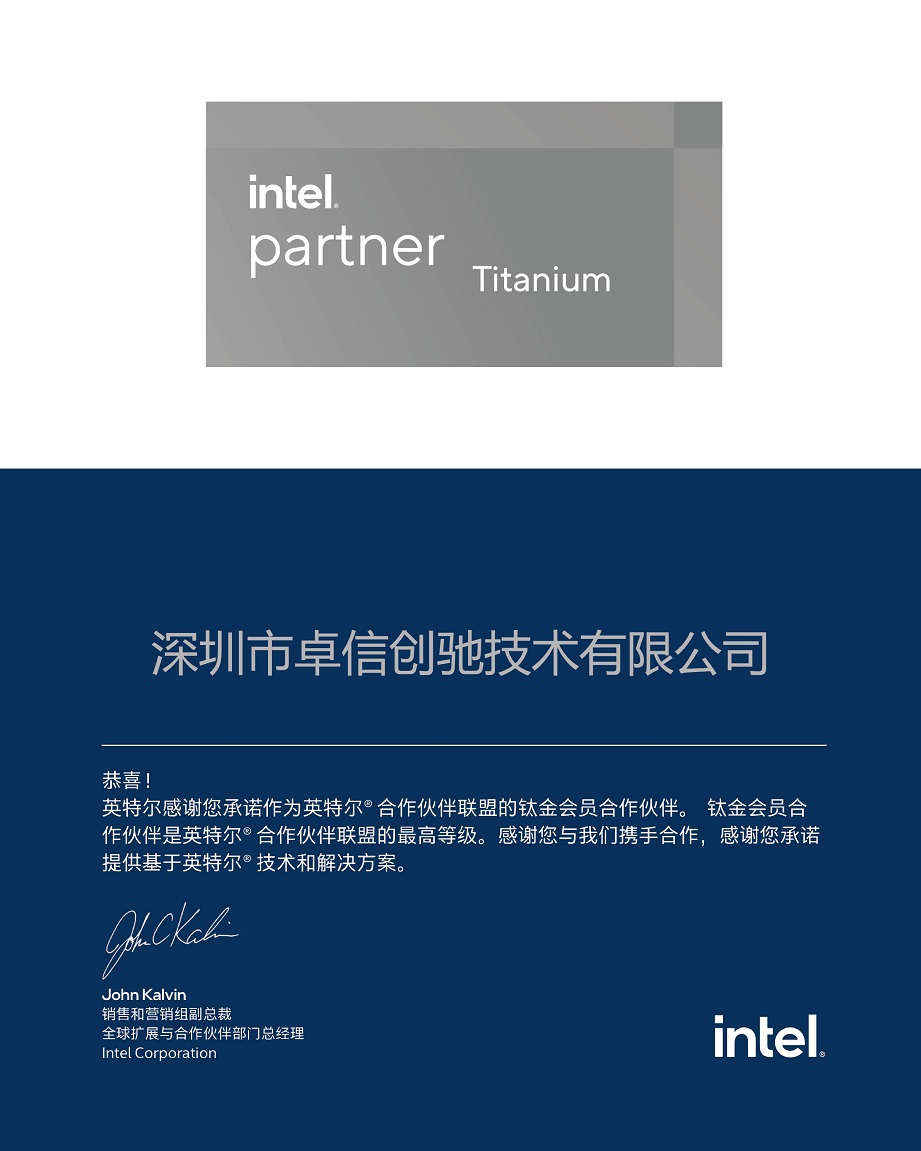 intel®
partner
Titanium
深圳市卓信创驰技术有限公司
恭喜！
英特尔感谢您承诺作为英特尔® 合作伙伴联盟的钛金会员合作伙伴。 钛金会员合
作伙伴是英特尔® 合作伙伴联盟的最高等级。感谢您与我们携手合作，感谢您承诺
提供基于英特尔® 技术和解决方案。
John C Kalvin
John Kalvin
销售和营销组副总裁
全球扩展与合作伙伴部门总经理
Intel Corporation
intel®